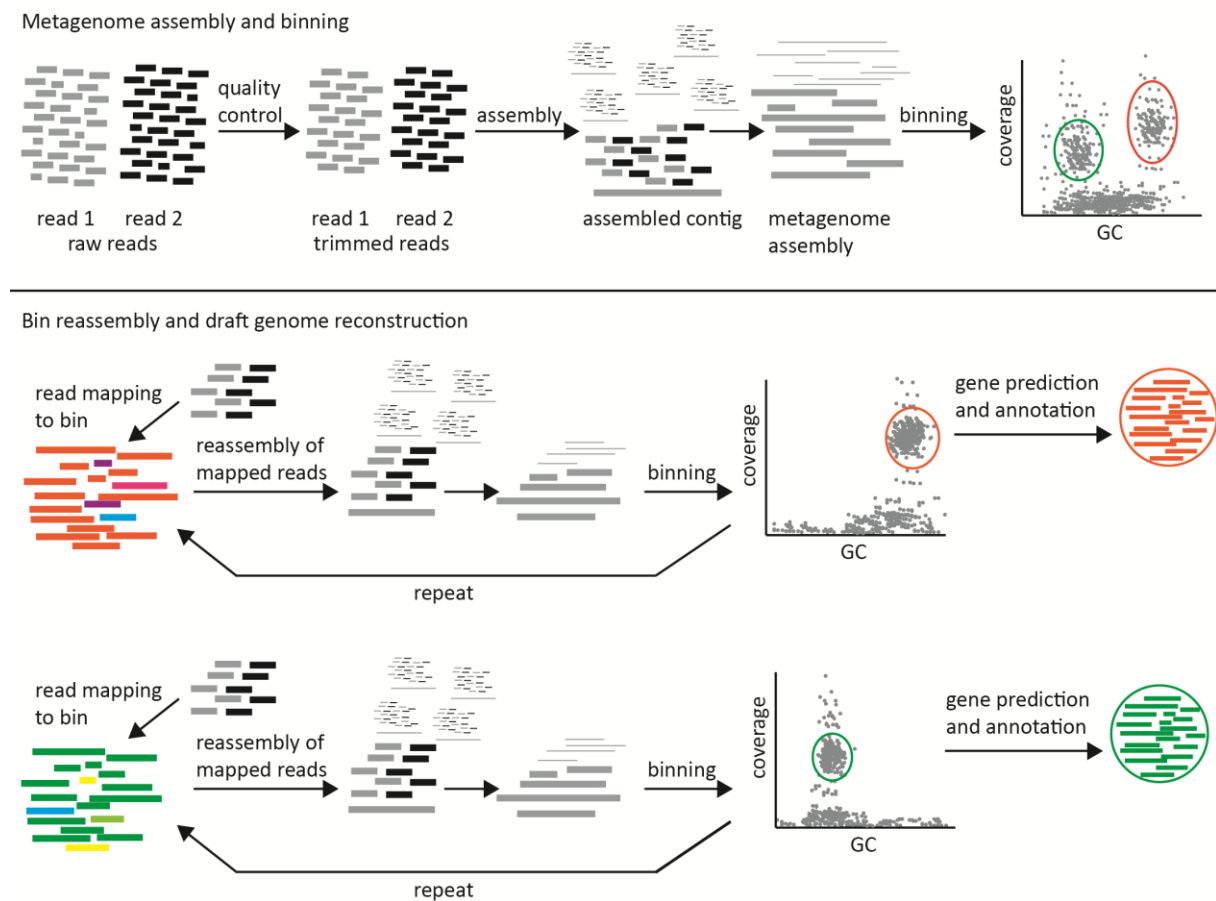 Metagenome assembly and binning
quality
control
assembly
binning
coverage
GC
read 1
read 2
raw reads
read 1
read 2
trimmed reads
assembled contig
metagenome
assembly
Bin reassembly and draft genome reconstruction
read mapping
to bin
reassembly of
mapped reads
binning
coverage
GC
gene prediction
and annotation
repeat
read mapping
to bin
reassembly of
mapped reads
binning
coverage
GC
gene prediction
and annotation
repeat